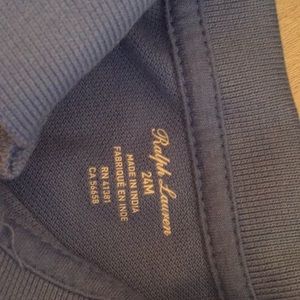 Ralph Lauren
24M
MADE IN INDIA
FABRIQUÉ EN INDE
RN 41381
CA 56658